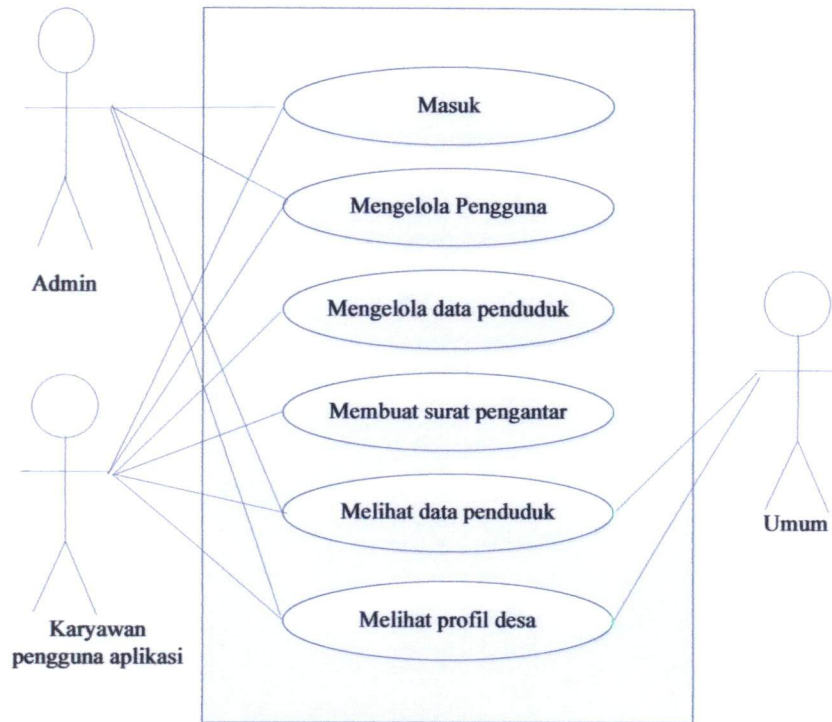 Masuk
Mengelola Pengguna
Admin
Mengelola data penduduk
Membuat surat pengantar
Melihat data penduduk
Umum
Melihat profil desa
Karyawan
pengguna aplikasi